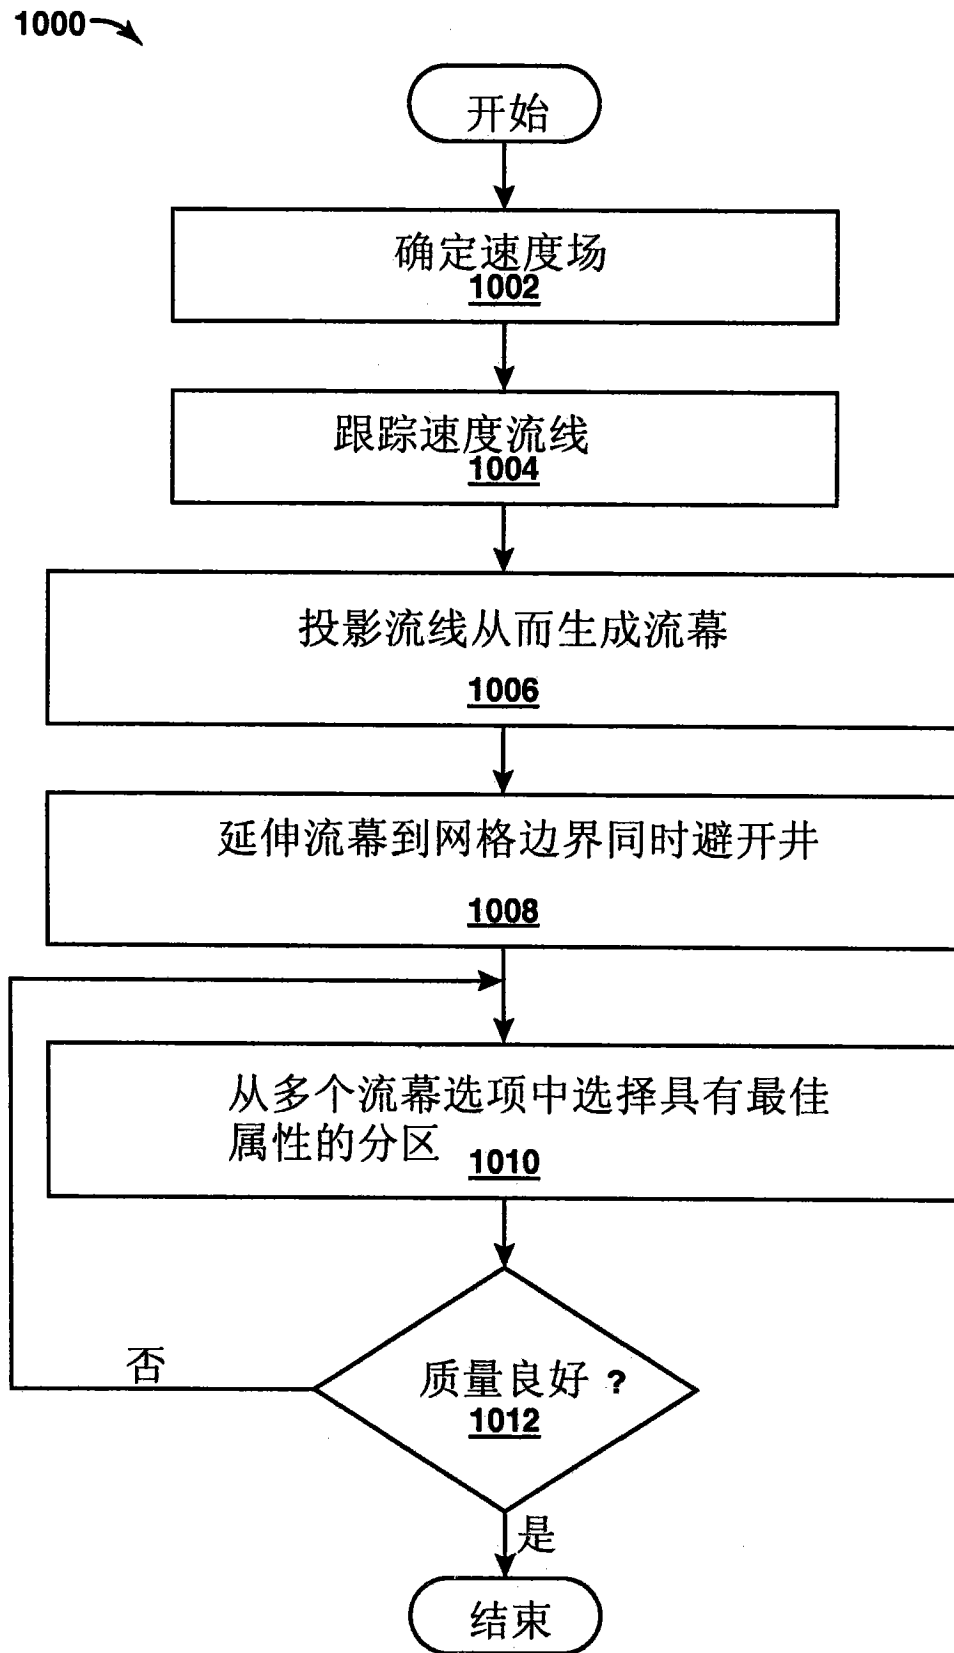 1000
开始
确定速度场
1002
跟踪速度流线
1004
投影流线从而生成流幕
1006
延伸流幕到网格边界同时避开井
1008
从多个流幕选项中选择具有最佳
属性的分区
1010
否
质量良好 ?
1012
是
结束